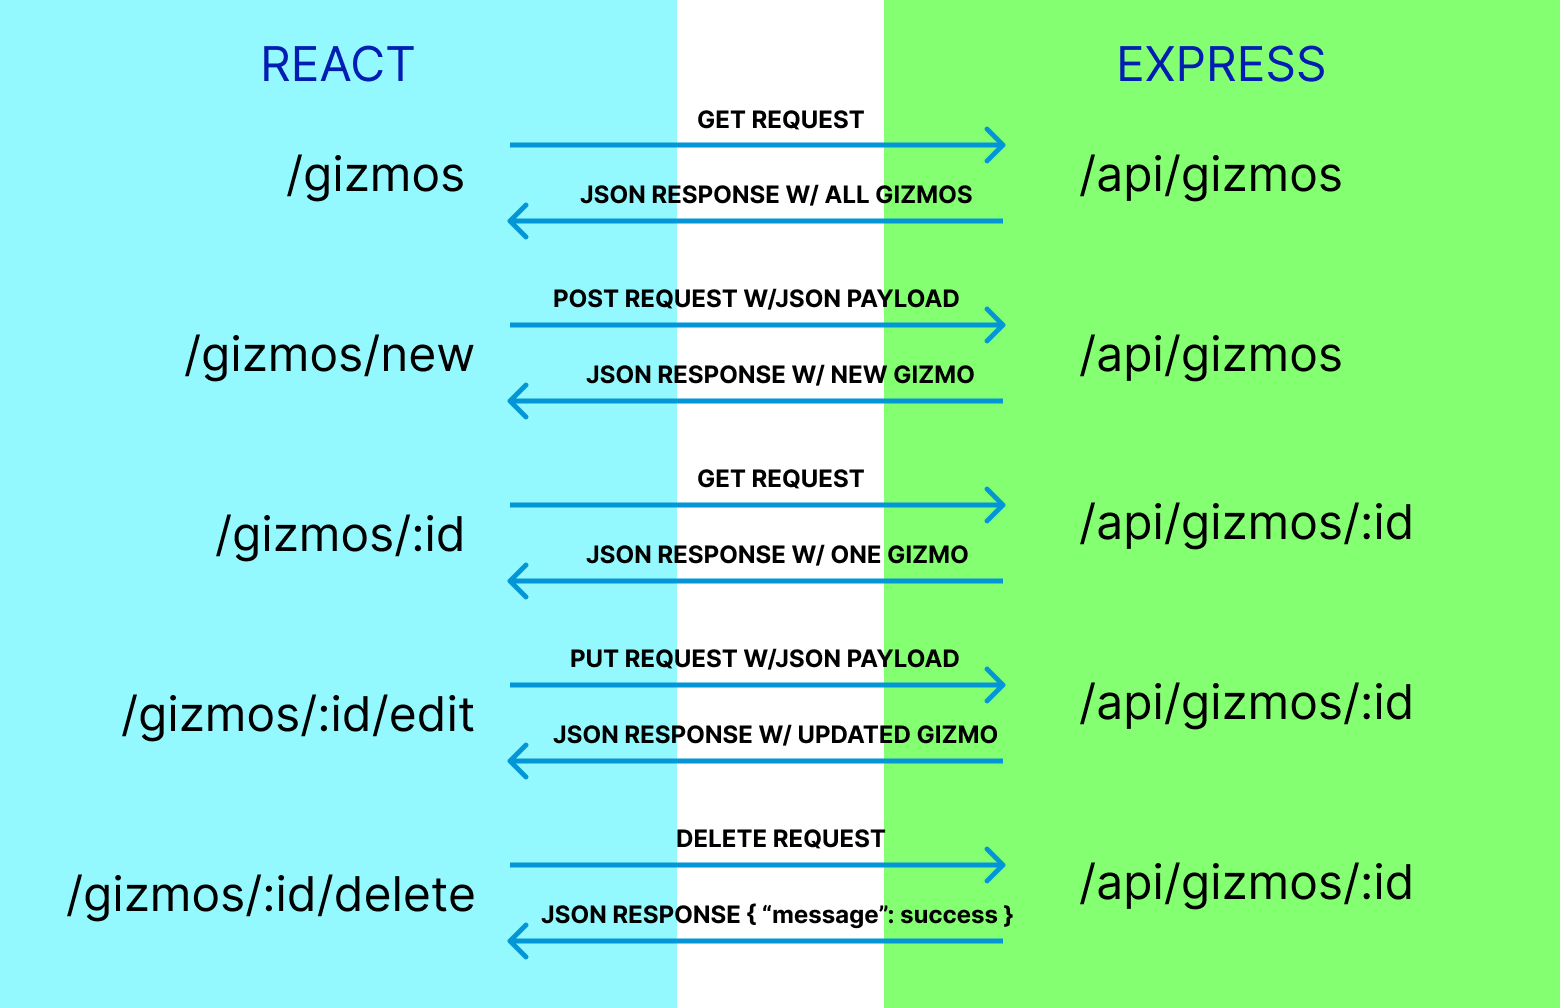 REACT
EXPRESS
GET REQUEST
/gizmos
/api/gizmos
JSON RESPONSE W/ ALL GIZMOS
POST REQUEST W/JSON PAYLOAD
/gizmos/new
/api/gizmos
JSON RESPONSE W/ NEW GIZMO
GET REQUEST
/gizmos/:id
/api/gizmos/:id
JSON RESPONSE W/ ONE GIZMO
PUT REQUEST W/JSON PAYLOAD
/gizmos/:id/edit
/api/gizmos/:id
JSON RESPONSE W/ UPDATED GIZMO
DELETE REQUEST
/gizmos/:id/delete
/api/gizmos/:id
JSON RESPONSE { “message”: success }